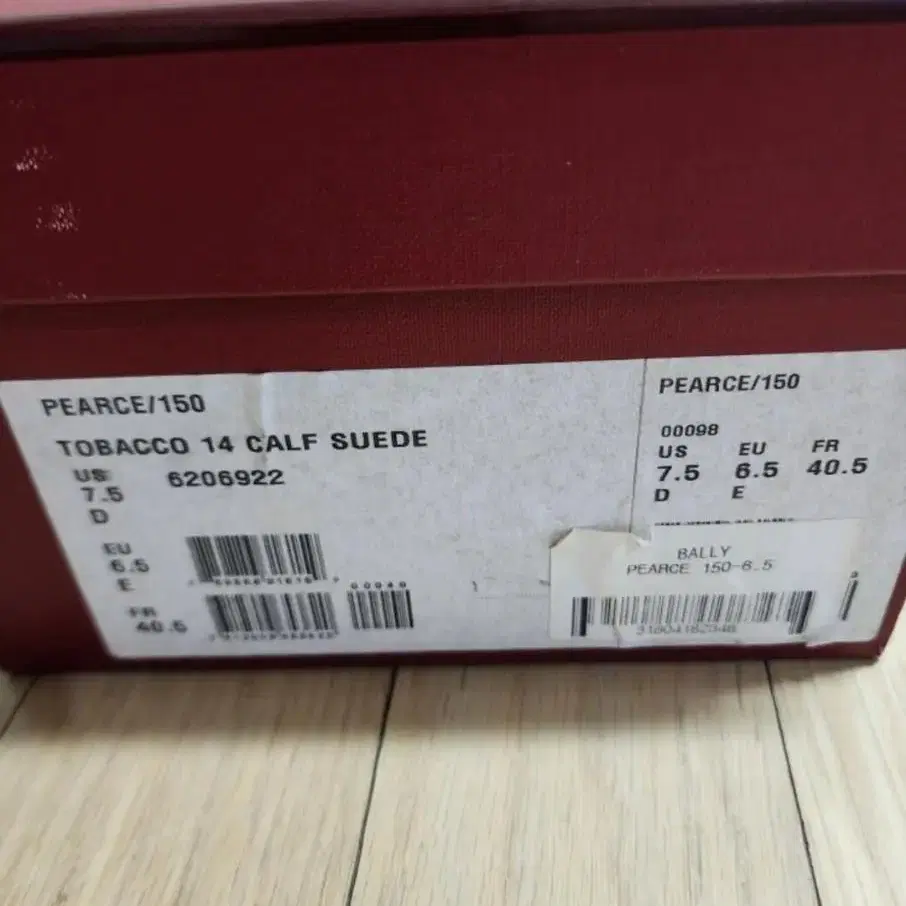 PEARCE/150
TOBACCO 14 CALF SUEDE
US 6206922
7.5
D
EU
6.5
E
FR
40.5
00949
PEARCE/150
00098
US EU FR
7.5 6.5 40.5
D E
BALLY
PEARCE 150-6.5